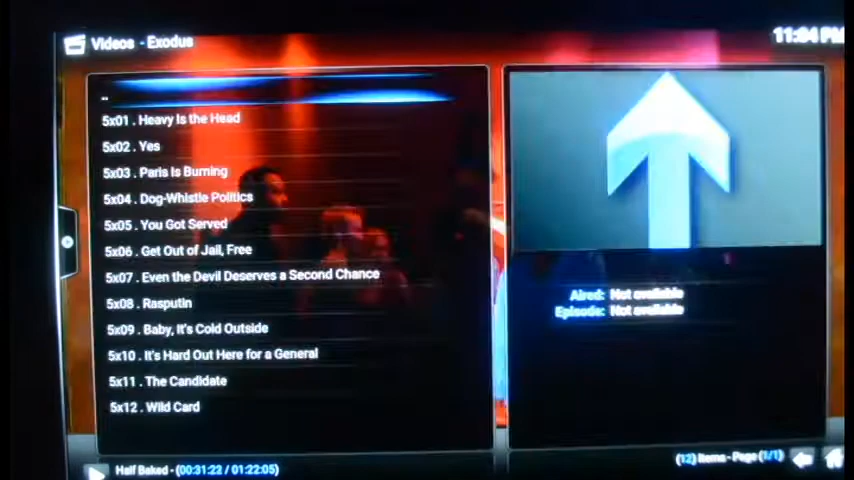 Videos - Exodus
11:04 PM
..
5x01 . Heavy Is the Head
5x02 . Yes
5x03 . Paris Is Burning
5x04 . Dog-Whistle Politics
5x05 . You Got Served
5x06 . Get Out of Jail, Free
5x07 . Even the Devil Deserves a Second Chance
5x08 . Rasputin
5x09 . Baby, It's Cold Outside
5x10 . It's Hard Out Here for a General
5x11 . The Candidate
5x12 . Wild Card
Aired: Not available
Episode: Not available
Half Baked - (00:31:23 / 01:22:05)
(12) Items - Page (1/1)